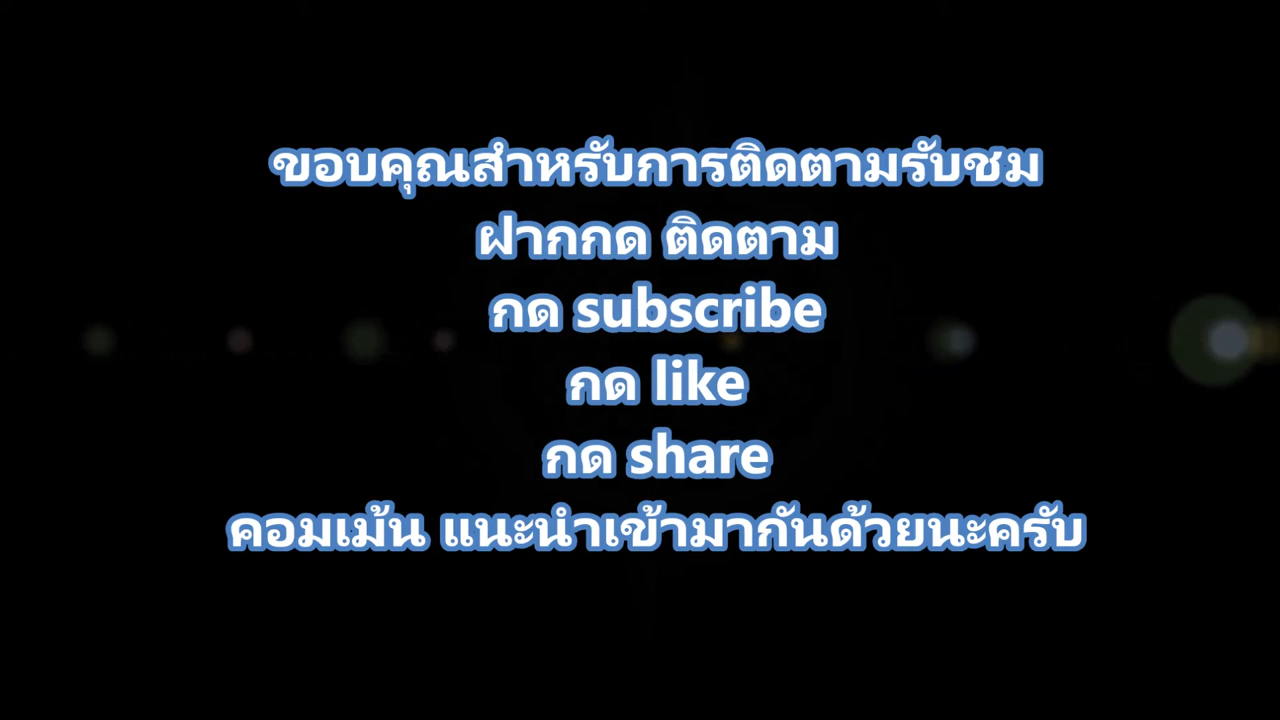 ขอบคุณสำหรับการติดตามรับชม
ฝากกด ติดตาม
กด subscribe
กด like
กด share
คอมเม้น แนะนำเข้ามากันด้วยนะครับ